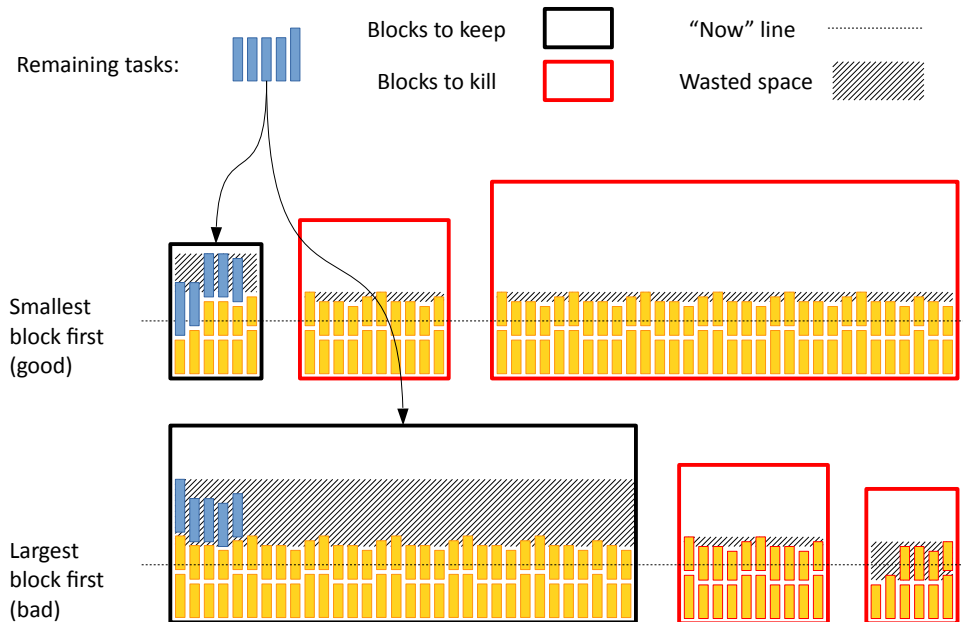 Remaining tasks:
Blocks to keep
Blocks to kill
“Now” line
Wasted space
Smallest
block first
(good)
Largest
block first
(bad)